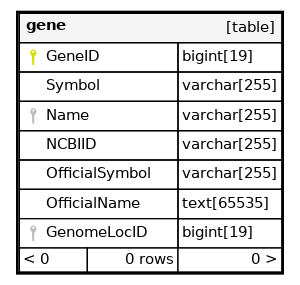 gene [table]
GeneID bigint[19]
Symbol varchar[255]
Name varchar[255]
NCBIID varchar[255]
OfficialSymbol varchar[255]
OfficialName text[65535]
GenomeLocID bigint[19]
< 0 0 rows 0 >